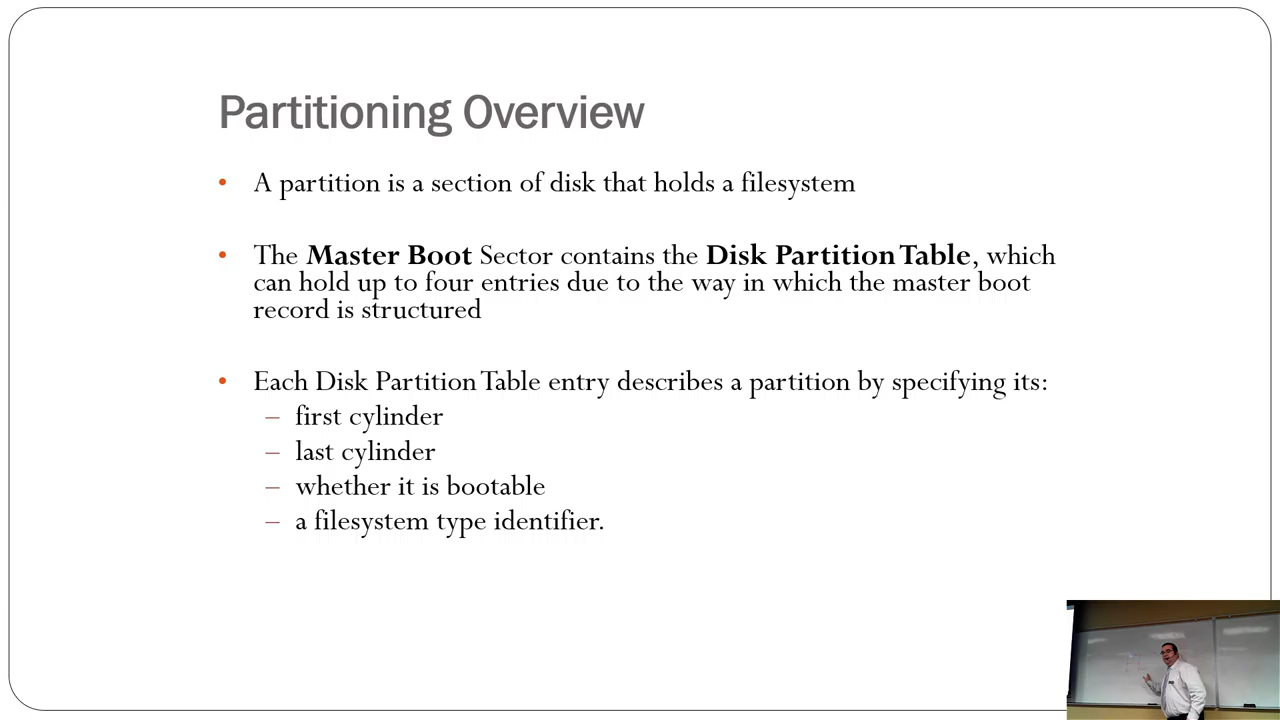 Partitioning Overview
• A partition is a section of disk that holds a filesystem
• The Master Boot Sector contains the Disk Partition Table, which
can hold up to four entries due to the way in which the master boot
record is structured
• Each Disk Partition Table entry describes a partition by specifying its:
– first cylinder
– last cylinder
– whether it is bootable
– a filesystem type identifier.